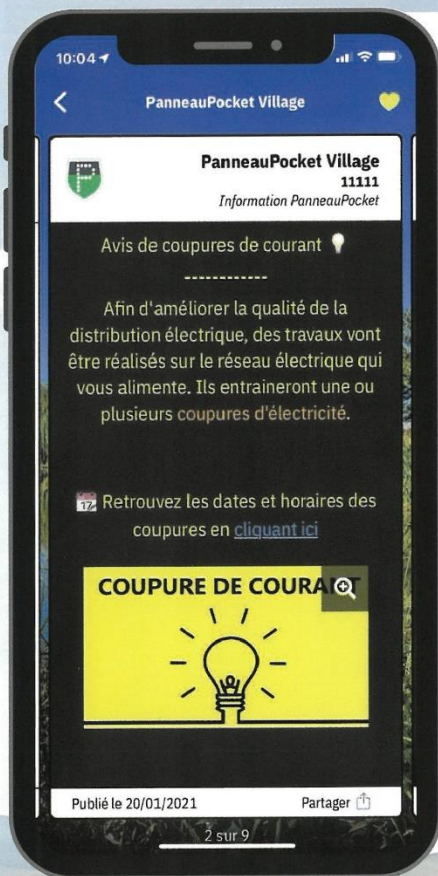 10:04
PanneauPocket Village
PanneauPocket Village
11111
Information PanneauPocket
Avis de coupures de courant
------------
Afin d'améliorer la qualité de la
distribution électrique, des travaux vont
être réalisés sur le réseau électrique qui
vous alimente. Ils entraineront une ou
plusieurs coupures d'électricité.
17 Retrouvez les dates et horaires des
coupures en cliquant ici
COUPURE DE COURANT
Publié le 20/01/2021 Partager
2 sur 9